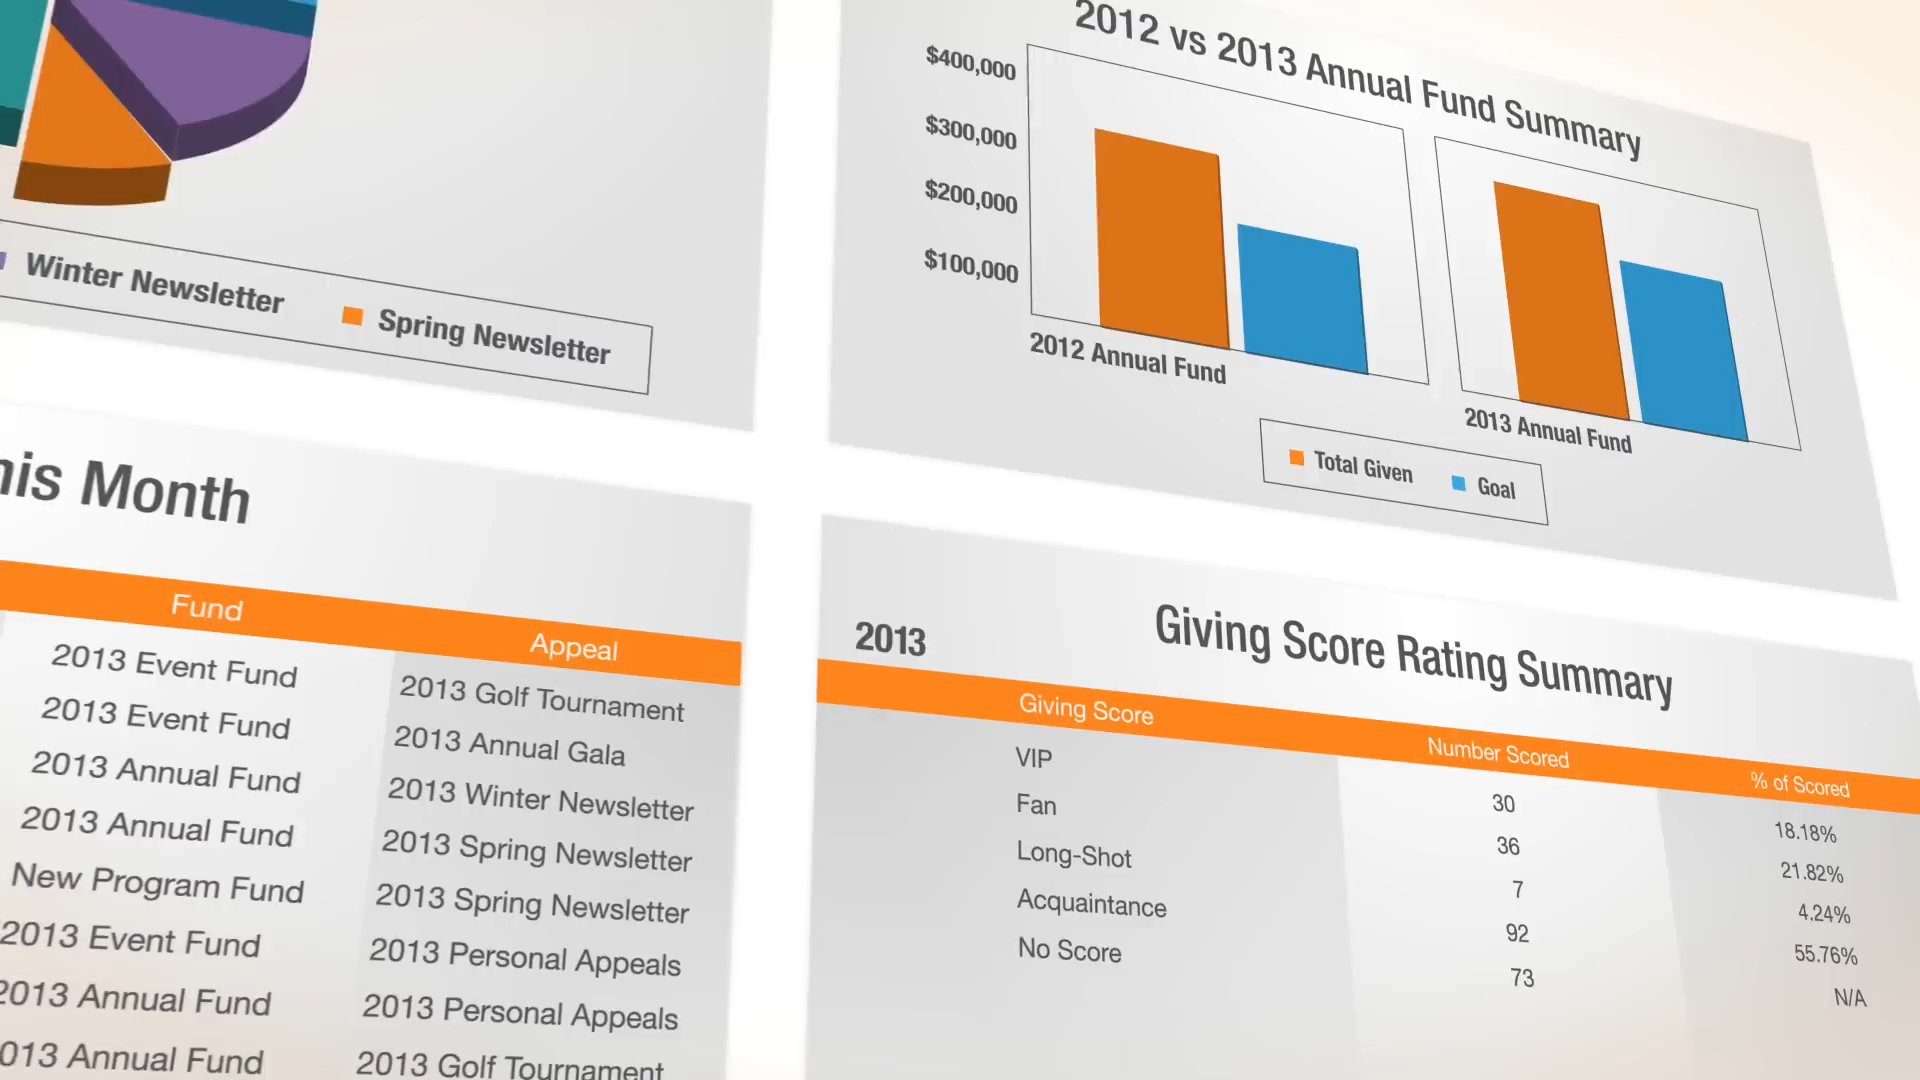 Winter Newsletter
Spring Newsletter
2012 vs 2013 Annual Fund Summary
$400,000
$300,000
$200,000
$100,000
2012 Annual Fund
2013 Annual Fund
Total Given
Goal
his Month
Fund Appeal
2013 Event Fund 2013 Golf Tournament
2013 Event Fund 2013 Annual Gala
2013 Annual Fund 2013 Winter Newsletter
2013 Annual Fund 2013 Spring Newsletter
New Program Fund 2013 Spring Newsletter
2013 Event Fund 2013 Personal Appeals
2013 Annual Fund 2013 Personal Appeals
013 Annual Fund 2013 Golf Tournament
2013
Giving Score Rating Summary
Giving Score Number Scored % of Scored
VIP 30 18.18%
Fan 36 21.82%
Long-Shot 7 4.24%
Acquaintance 92 55.76%
No Score 73 N/A